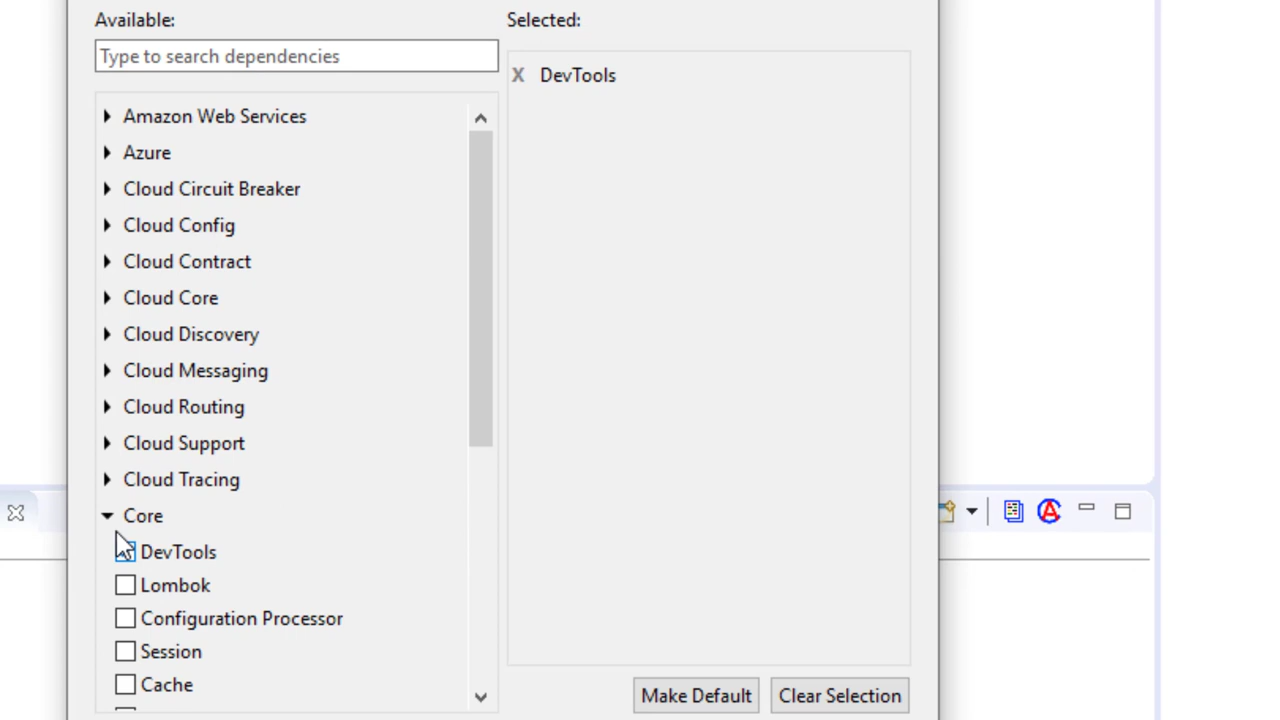 Available:
Selected:
Type to search dependencies
X DevTools
Amazon Web Services
Azure
Cloud Circuit Breaker
Cloud Config
Cloud Contract
Cloud Core
Cloud Discovery
Cloud Messaging
Cloud Routing
Cloud Support
Cloud Tracing
Core
DevTools
Lombok
Configuration Processor
Session
Cache
Make Default
Clear Selection